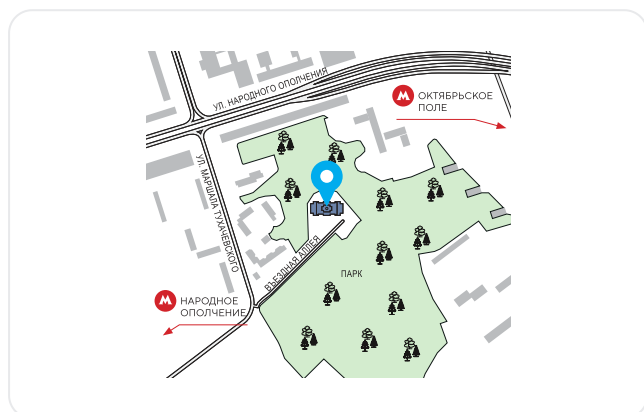 УЛ. НАРОДНОГО ОПОЛЧЕНИЯ
М ОКТЯБРЬСКОЕ
ПОЛЕ
УЛ. МАРШАЛА ТУХАЧЕВСКОГО
ВЪЕЗДНАЯ АЛЛЕЯ
ПАРК
М НАРОДНОЕ
ОПОЛЧЕНИЕ